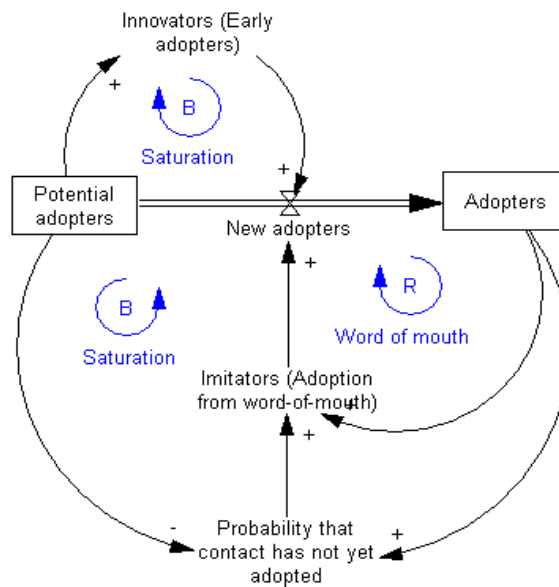 Innovators (Early
adopters)
+
B
Saturation
+
Potential
adopters
New adopters
Adopters
+
B
R
Saturation
Word of mouth
Imitators (Adoption
from word-of-mouth)
+
+
-
Probability that
contact has not yet
adopted
+